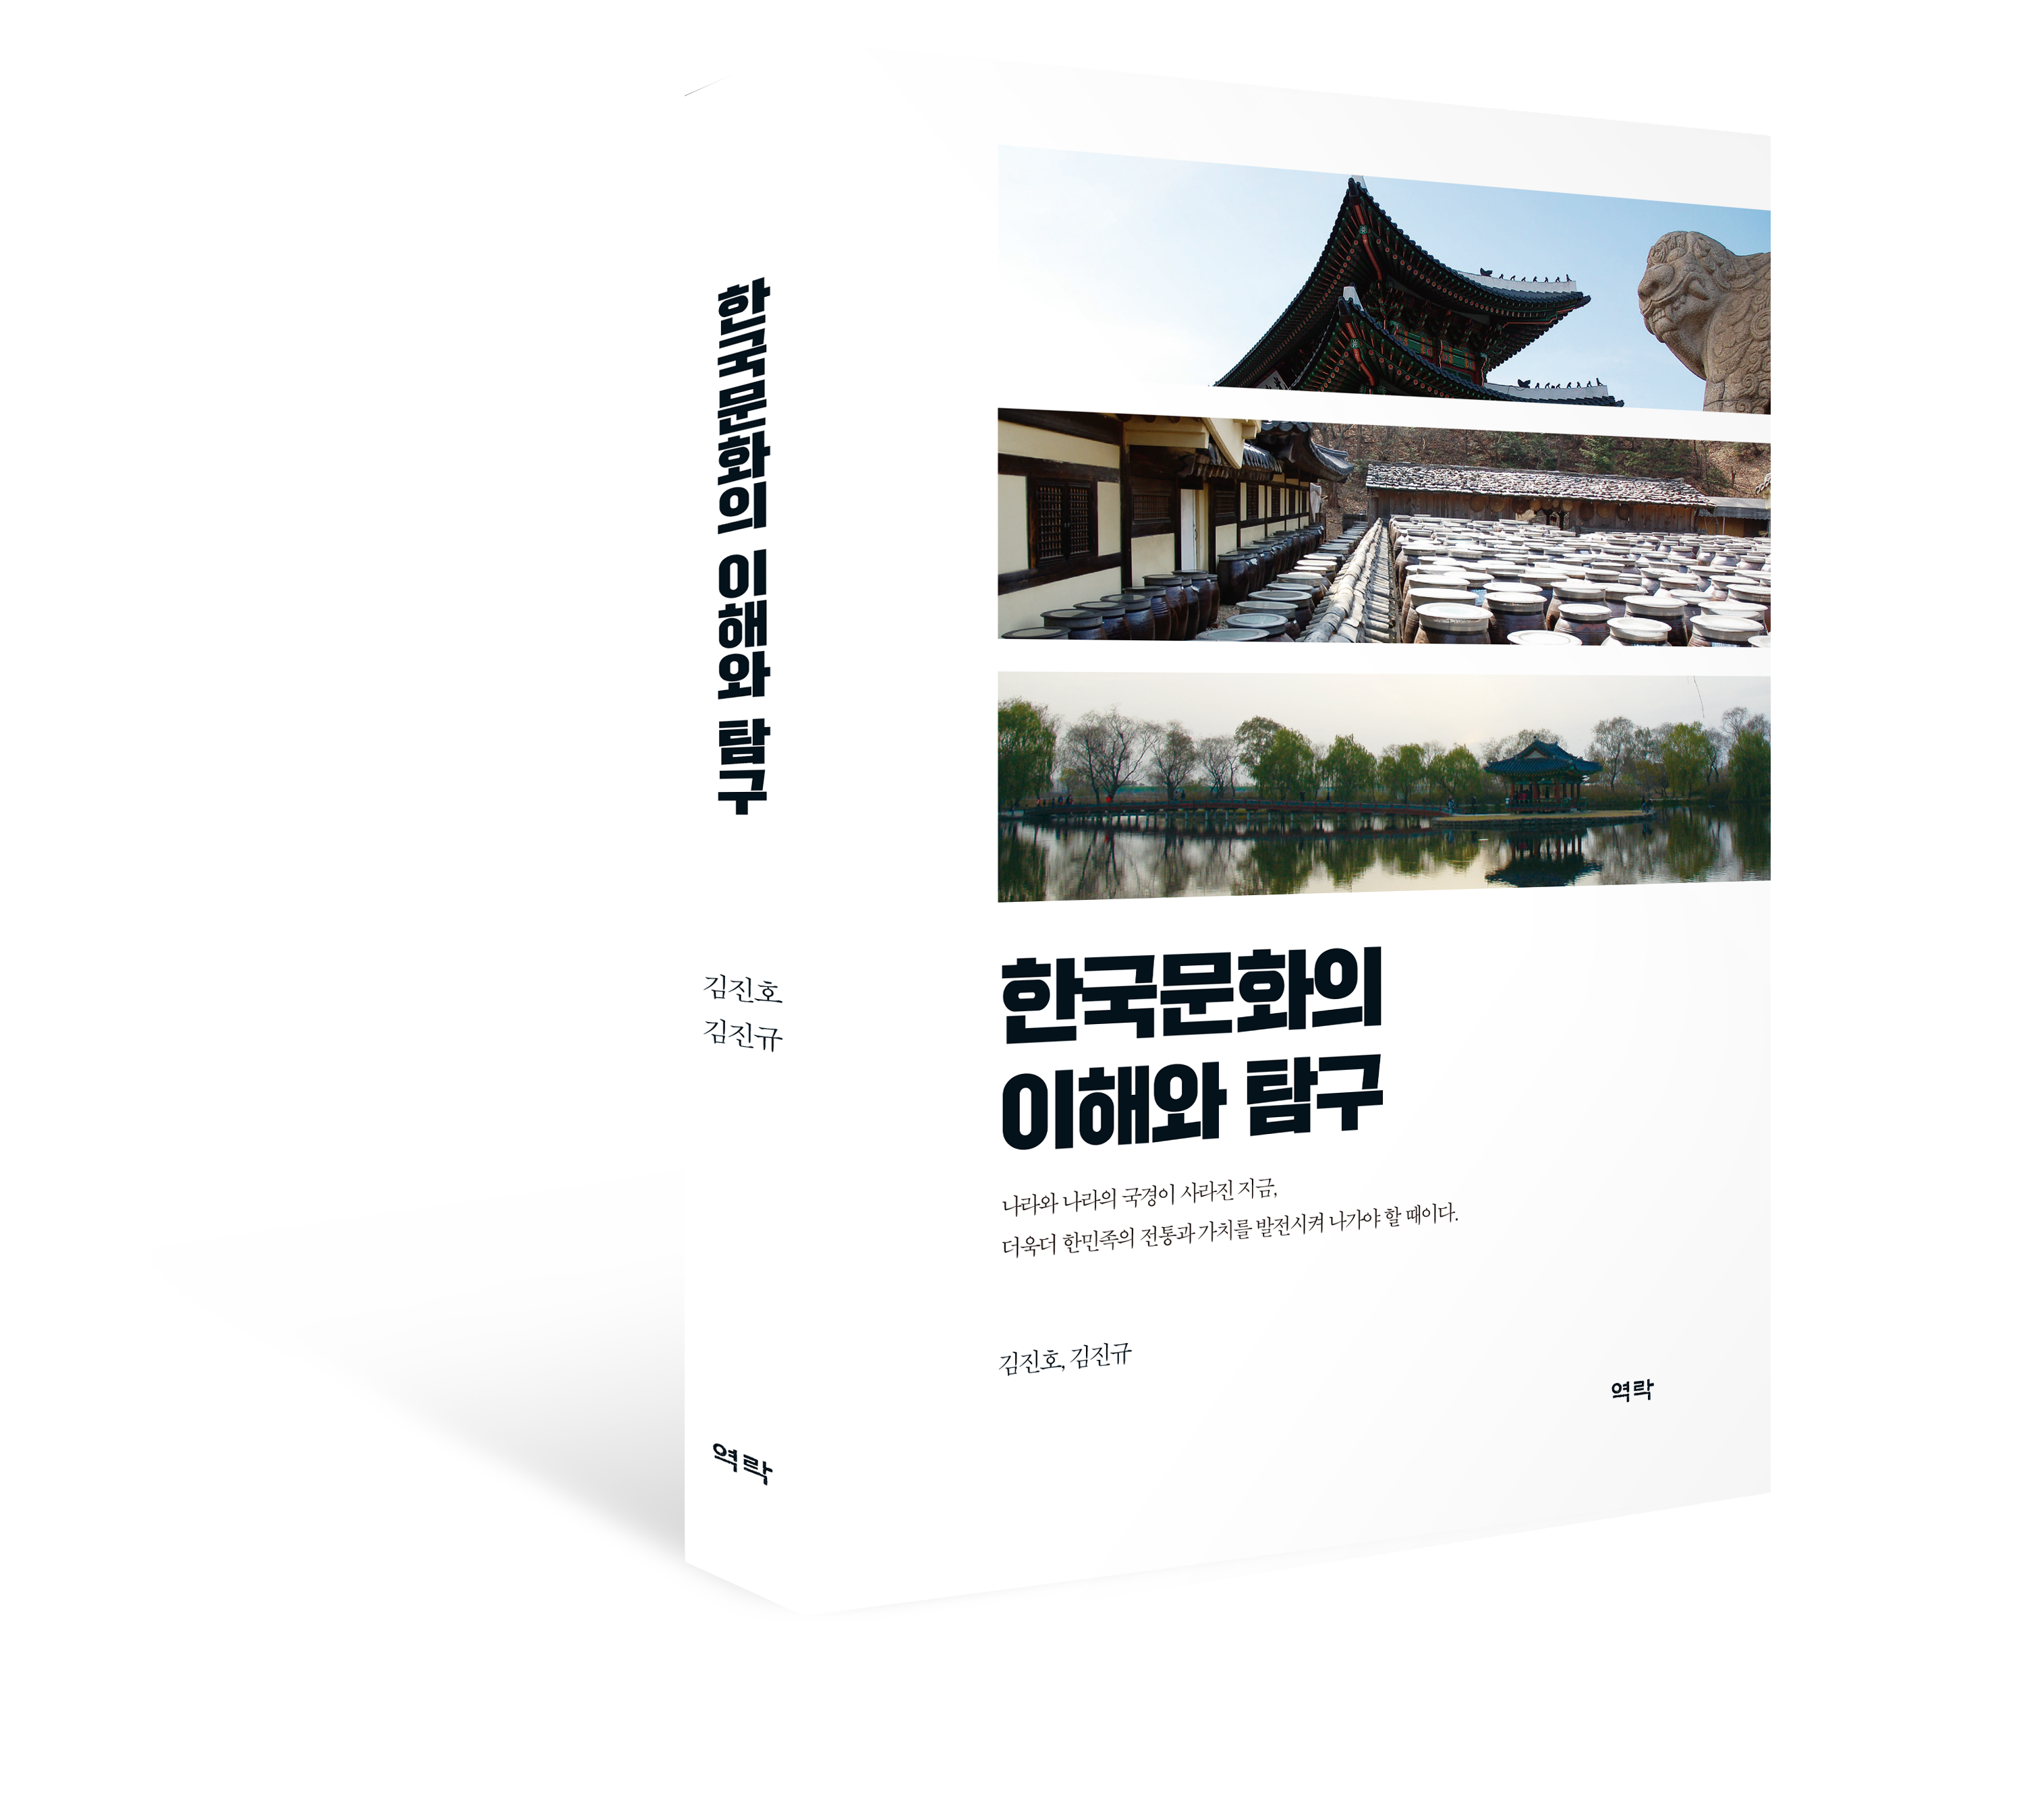 한국문화의 이해와 탐구
김진호
김진규
역락
한국문화의
이해와 탐구
나라와 나라의 국경이 사라진 지금,
더욱더 한민족의 전통과 가치를 발전시켜 나가야 할 때이다.
김진호, 김진규
역락